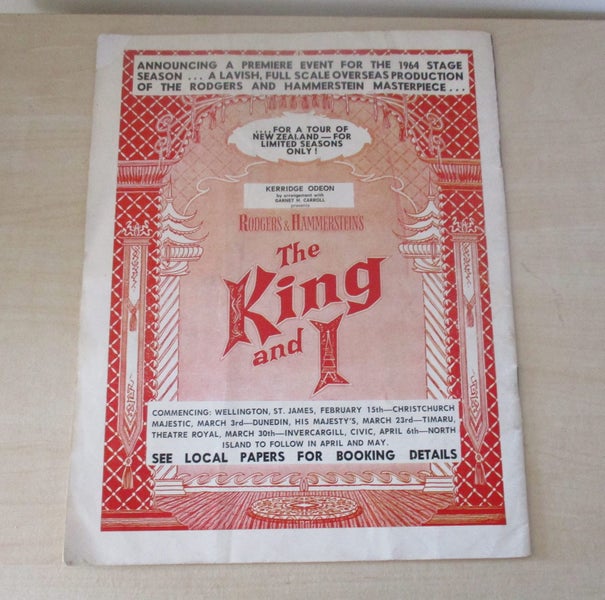 ANNOUNCING A PREMIERE EVENT FOR THE 1964 STAGE
SEASON ... A LAVISH, FULL SCALE OVERSEAS PRODUCTION
OF THE RODGERS AND HAMMERSTEIN MASTERPIECE ...
....FOR A TOUR OF
NEW ZEALAND — FOR
LIMITED SEASONS
ONLY !
KERRIDGE ODEON
by arrangement with
GARNET H. CARROLL
presents
RODGERS & HAMMERSTEIN'S
The
King
and I
COMMENCING: WELLINGTON, ST. JAMES, FEBRUARY 15th—CHRISTCHURCH
MAJESTIC, MARCH 3rd—DUNEDIN, HIS MAJESTY'S, MARCH 23rd—TIMARU,
THEATRE ROYAL, MARCH 30th—INVERCARGILL, CIVIC, APRIL 6th—NORTH
ISLAND TO FOLLOW IN APRIL AND MAY.
SEE LOCAL PAPERS FOR BOOKING DETAILS